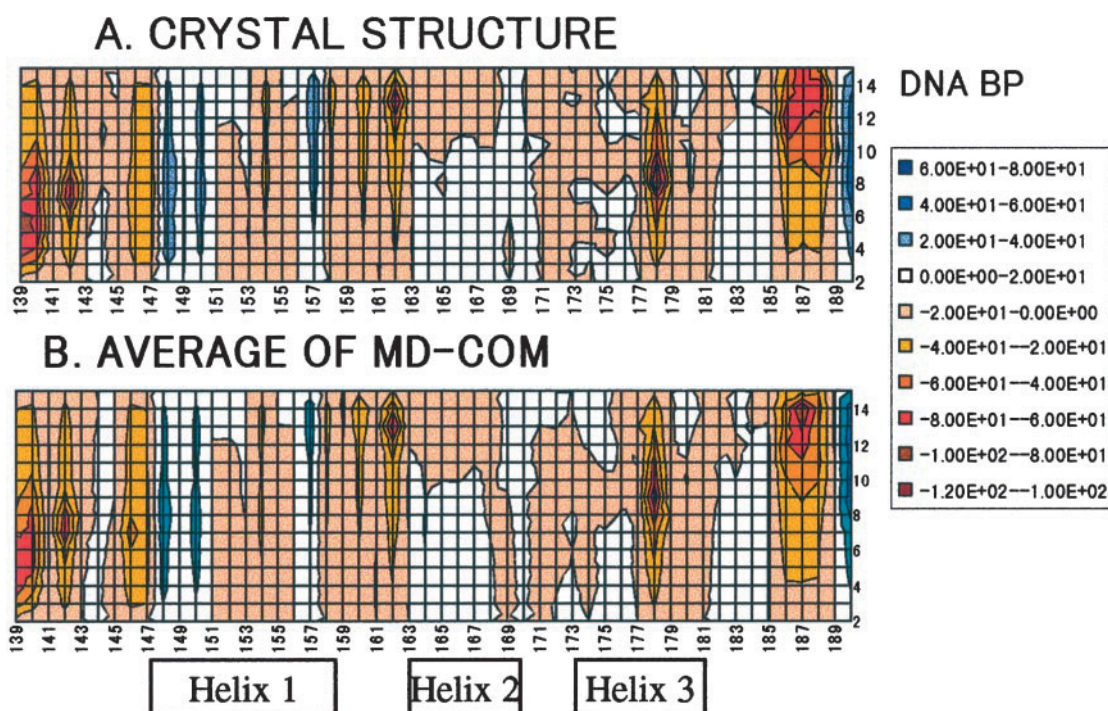 A. CRYSTAL STRUCTURE
DNA BP
14
12
10
8
6
4
2
139 141 143 145 147 149 151 153 155 157 159 161 163 165 167 169 171 173 175 177 179 181 183 185 187 189
6.00E+01-8.00E+01
4.00E+01-6.00E+01
2.00E+01-4.00E+01
0.00E+00-2.00E+01
-2.00E+01-0.00E+00
-4.00E+01--2.00E+01
-6.00E+01--4.00E+01
-8.00E+01--6.00E+01
-1.00E+02--8.00E+01
-1.20E+02--1.00E+02
B. AVERAGE OF MD-COM
14
12
10
8
6
4
2
139 141 143 145 147 149 151 153 155 157 159 161 163 165 167 169 171 173 175 177 179 181 183 185 187 189
Helix 1 Helix 2 Helix 3